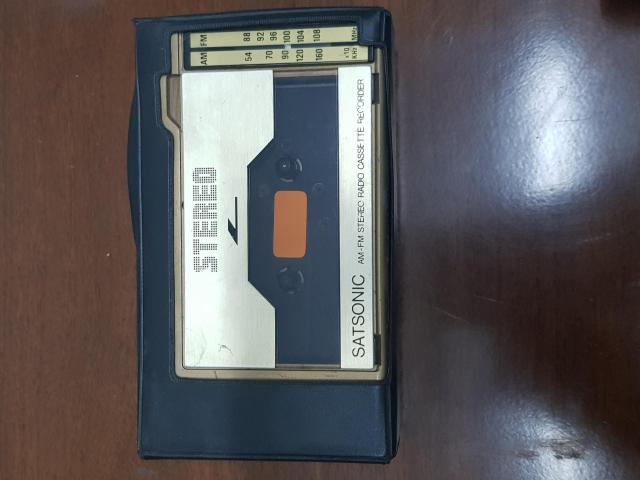 AM FM
88 92 96 100 104 108 MHz
54 70 90 120 160 x10 KHz
STEREO
SATSONIC AM-FM STEREO RADIO CASSETTE RECORDER